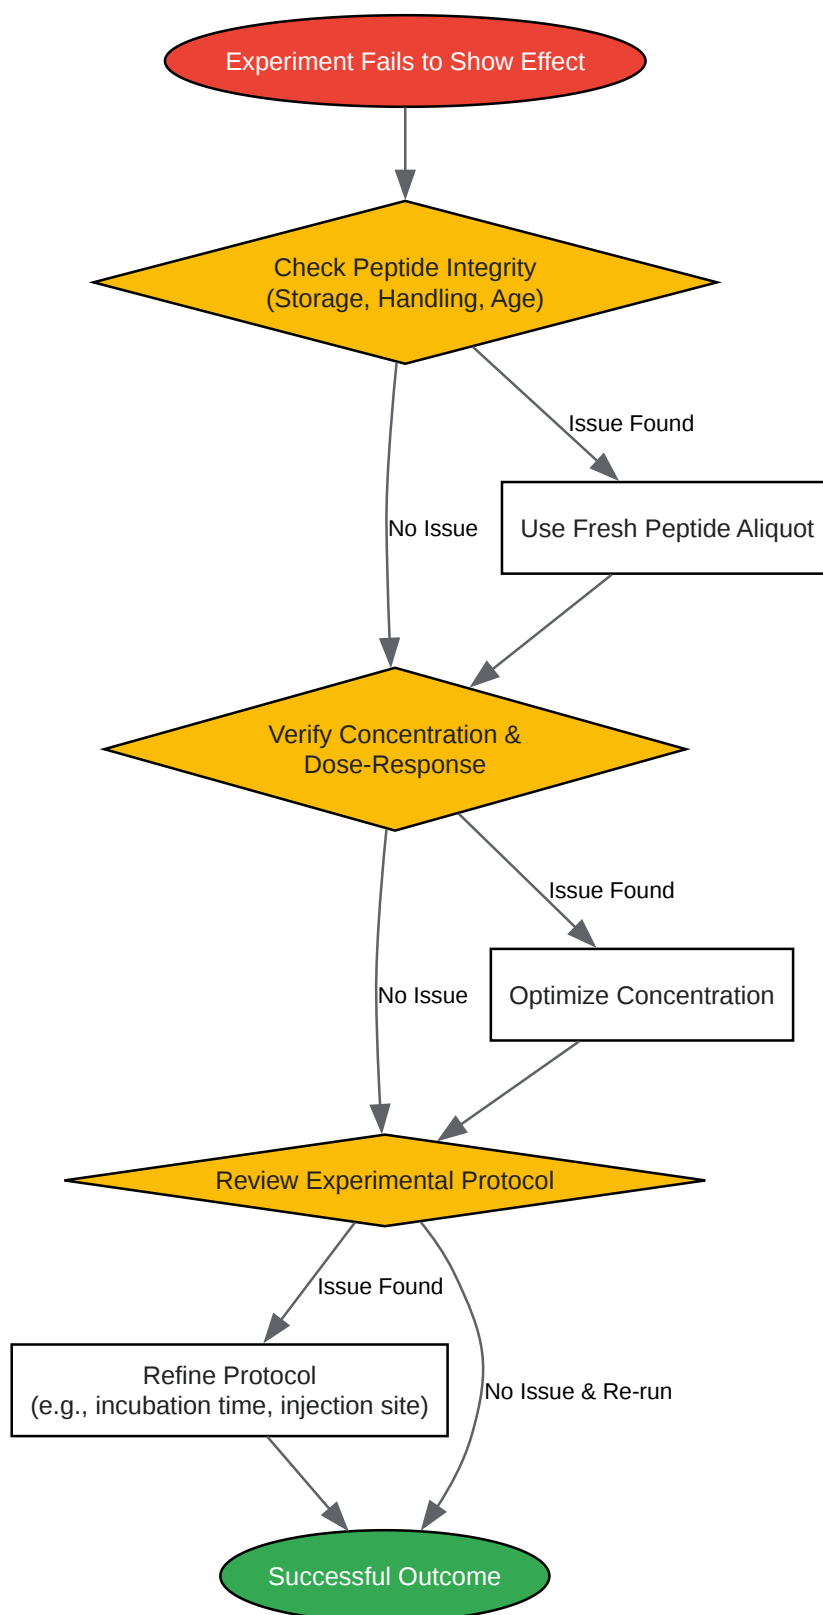 Experiment Fails to Show Effect
Check Peptide Integrity
(Storage, Handling, Age)
Issue Found
No Issue
Use Fresh Peptide Aliquot
Verify Concentration &
Dose-Response
Issue Found
No Issue
Optimize Concentration
Review Experimental Protocol
Issue Found
Refine Protocol
(e.g., incubation time, injection site)
No Issue & Re-run
Successful Outcome